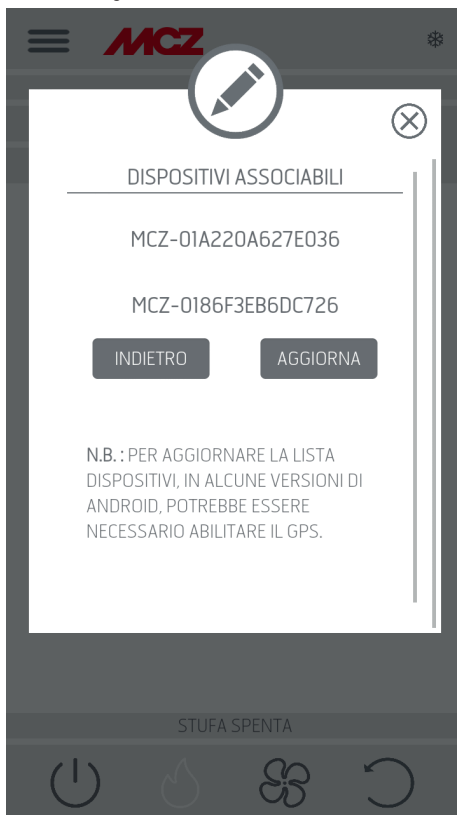 MCZ
DISPOSITIVI ASSOCIABILI
MCZ-01A220A627E036
MCZ-0186F3EB6DC726
INDIETRO
AGGIORNA
N.B. : PER AGGIORNARE LA LISTA
DISPOSITIVI, IN ALCUNE VERSIONI DI
ANDROID, POTREBBE ESSERE
NECESSARIO ABILITARE IL GPS.
STUFA SPENTA